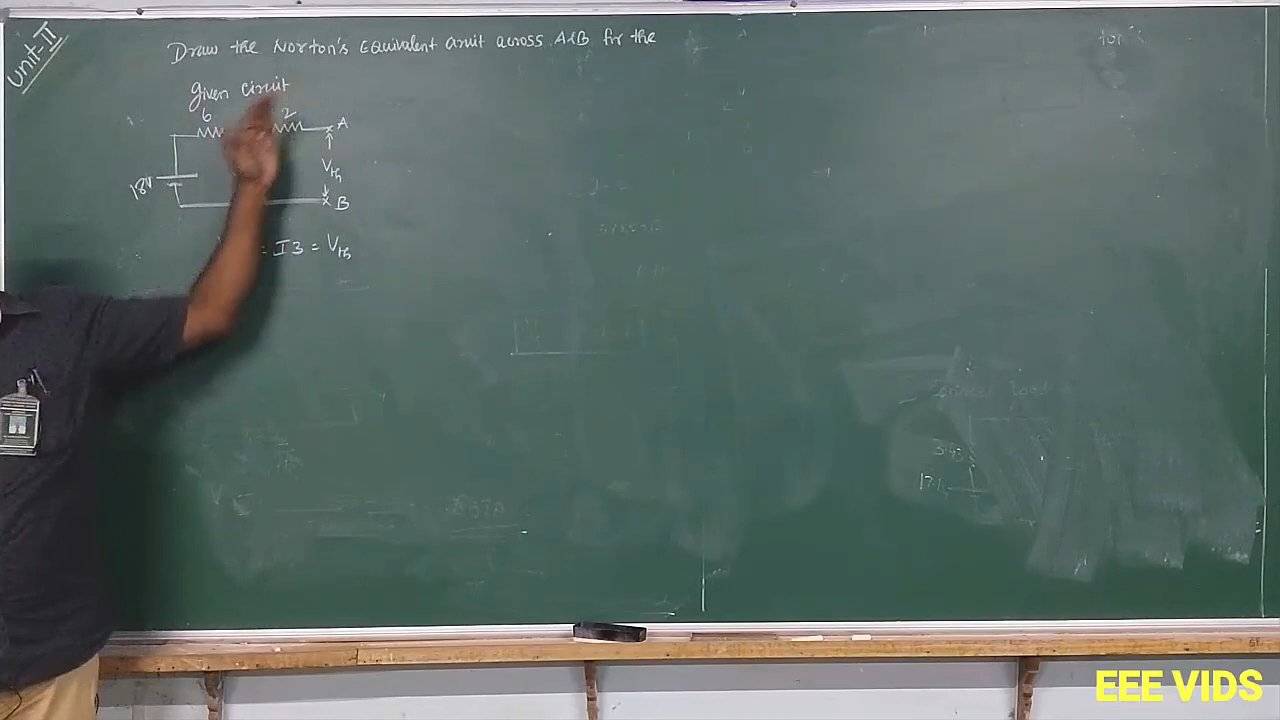 Unit-II
Draw the Norton's Equivalent Circuit across A&B for the
given circuit
6
2
A
18V
Vth
B
= I3 = Vth
EEE VIDS